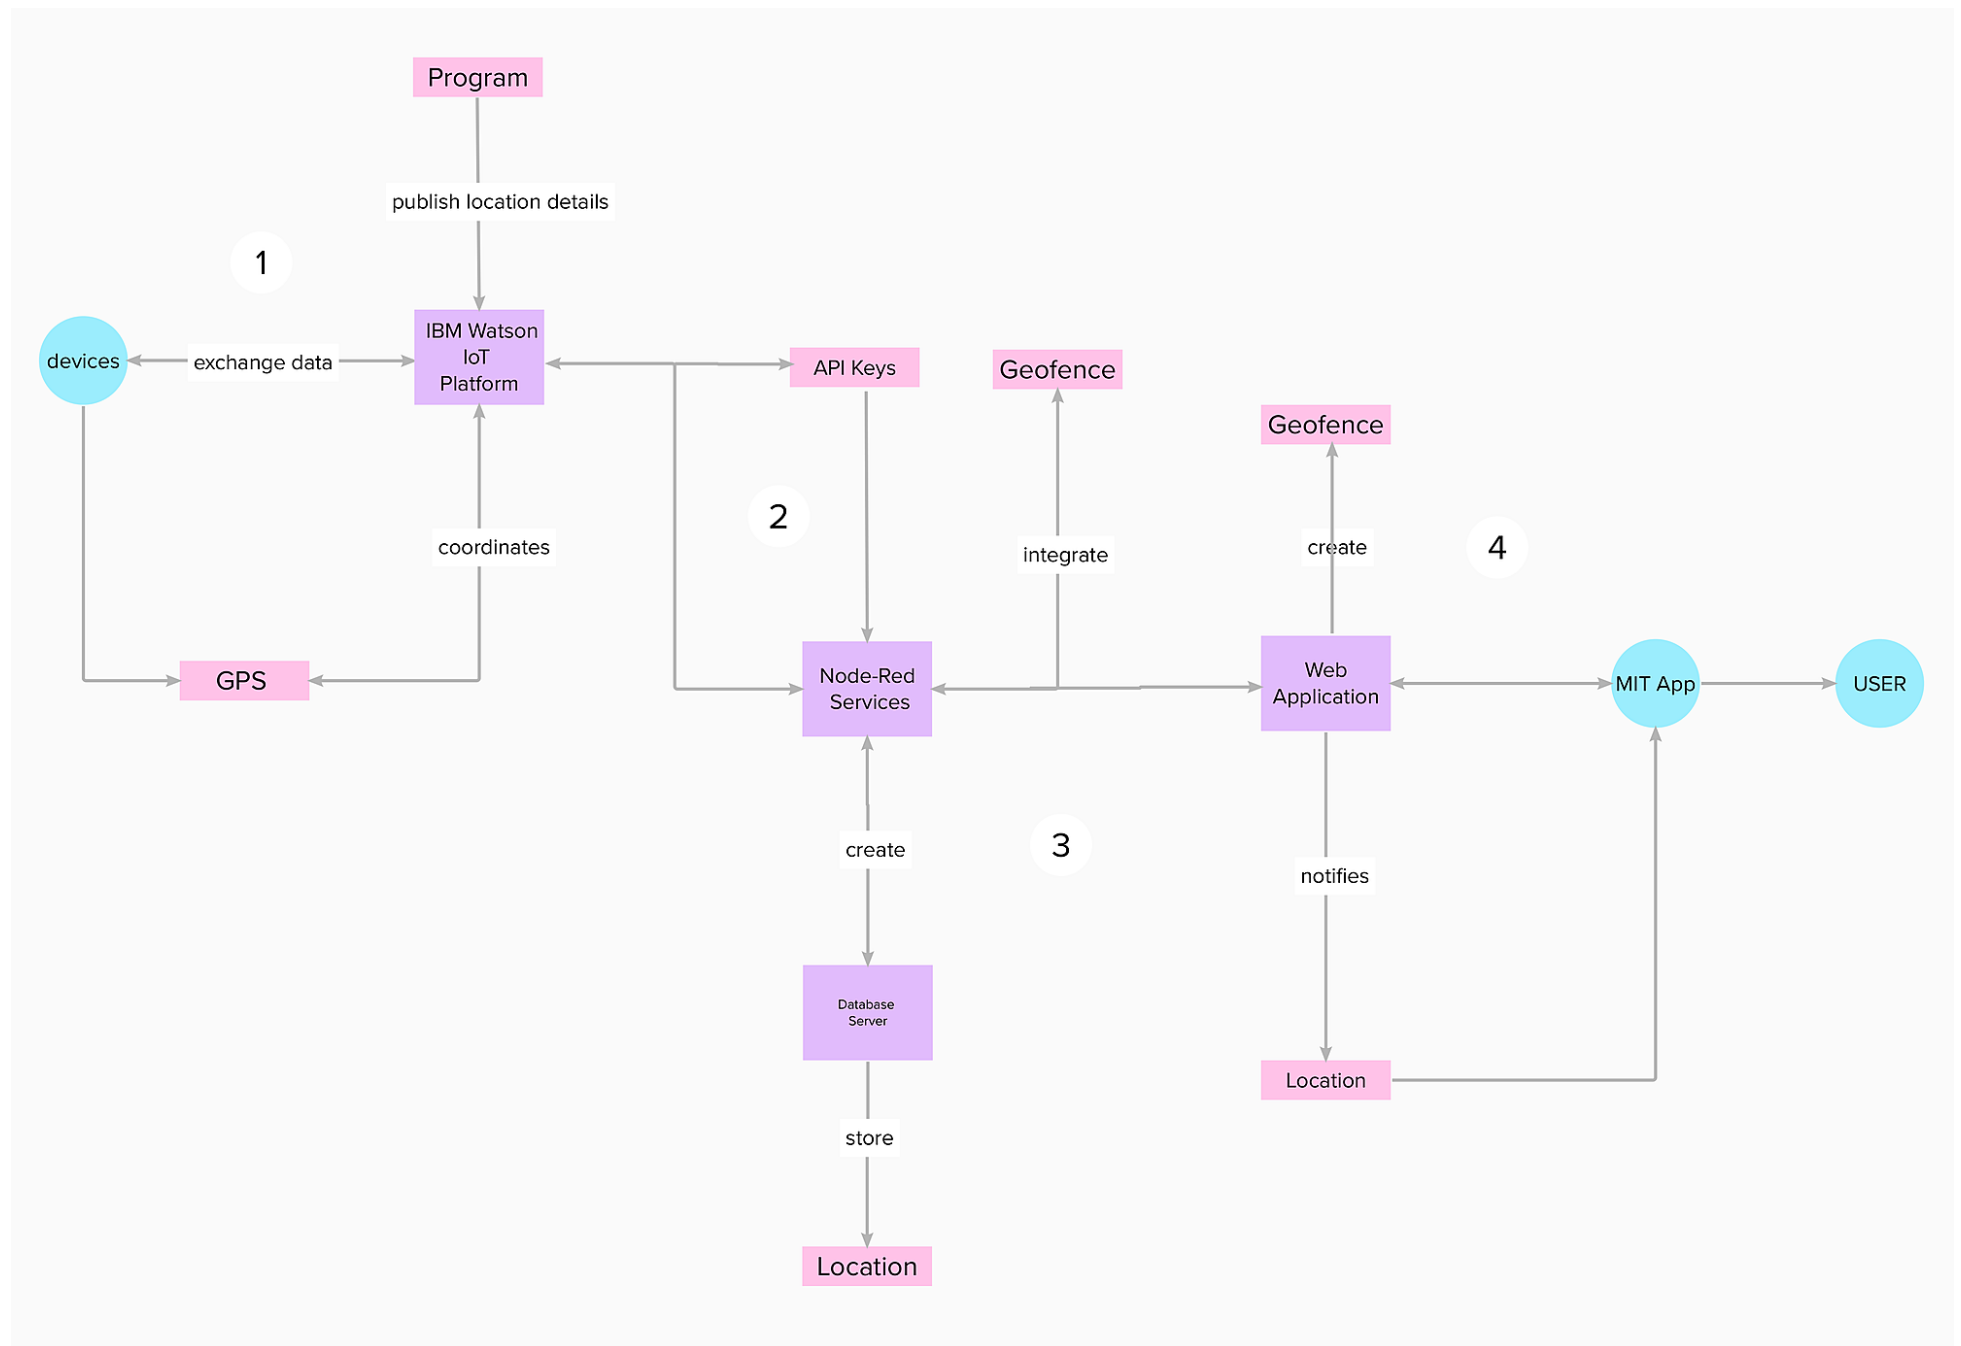 Program
publish location details
1
devices
exchange data
IBM Watson
IoT
Platform
API Keys
Geofence
Geofence
coordinates
2
integrate
create
4
GPS
Node-Red
Services
Web
Application
MIT App
USER
create
3
notifies
Database
Server
Location
store
Location